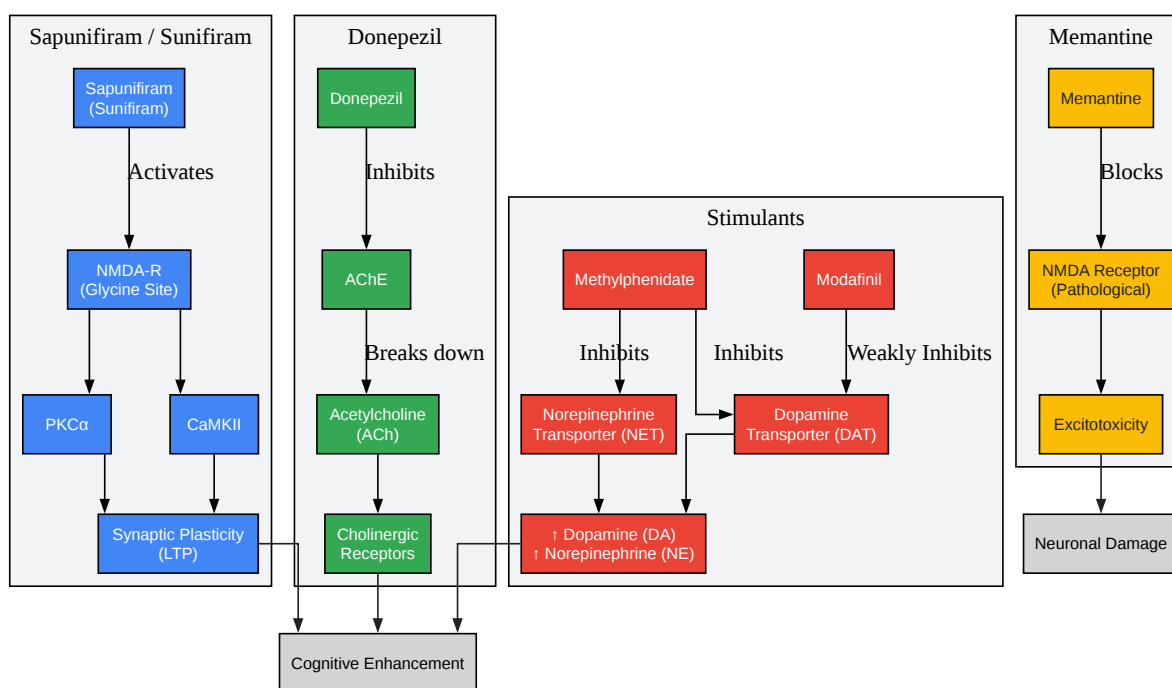 Sapunifiram / Sunifiram
Donepezil
Memantine
Sapunifiram
(Sunifiram)
Donepezil
Memantine
Activates
Inhibits
Blocks
Stimulants
NMDA-R
(Glycine Site)
AChE
Methylphenidate
Modafinil
NMDA Receptor
(Pathological)
Breaks down
Inhibits
Inhibits
Weakly Inhibits
PKCα
CaMKII
Acetylcholine
(ACh)
Norepinephrine
Transporter (NET)
Dopamine
Transporter (DAT)
Excitotoxicity
Synaptic Plasticity
(LTP)
Cholinergic
Receptors
↑ Dopamine (DA)
↑ Norepinephrine (NE)
Neuronal Damage
Cognitive Enhancement